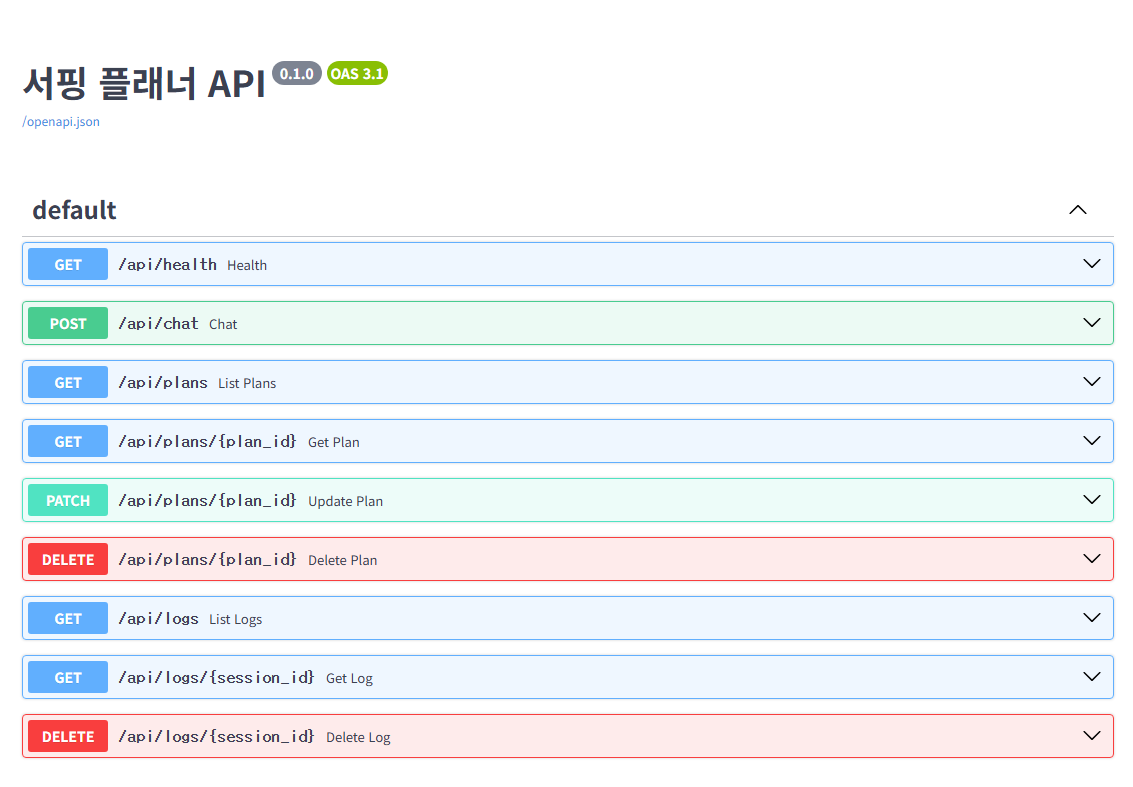 서핑 플래너 API 0.1.0 OAS 3.1
/openapi.json
default
GET /api/health Health
POST /api/chat Chat
GET /api/plans List Plans
GET /api/plans/{plan_id} Get Plan
PATCH /api/plans/{plan_id} Update Plan
DELETE /api/plans/{plan_id} Delete Plan
GET /api/logs List Logs
GET /api/logs/{session_id} Get Log
DELETE /api/logs/{session_id} Delete Log